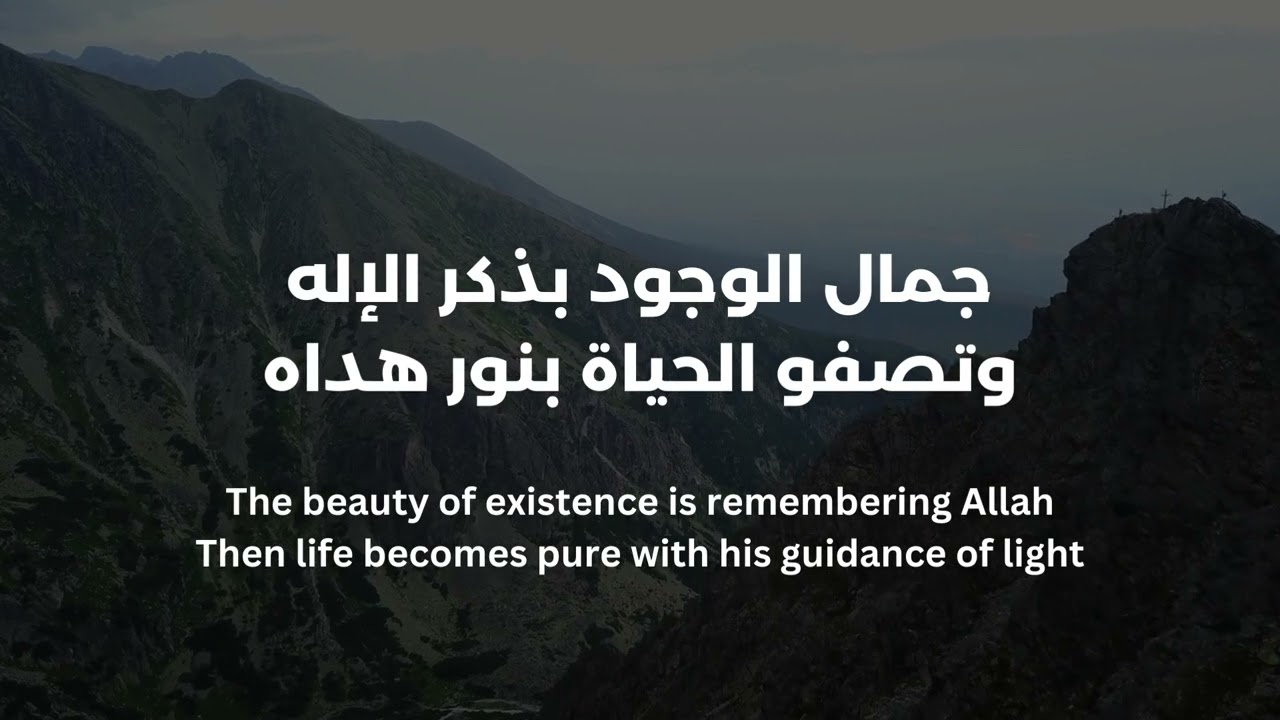 جمال الوجود بذكر الإله
وتصفو الحياة بنور هداه
The beauty of existence is remembering Allah
Then life becomes pure with his guidance of light